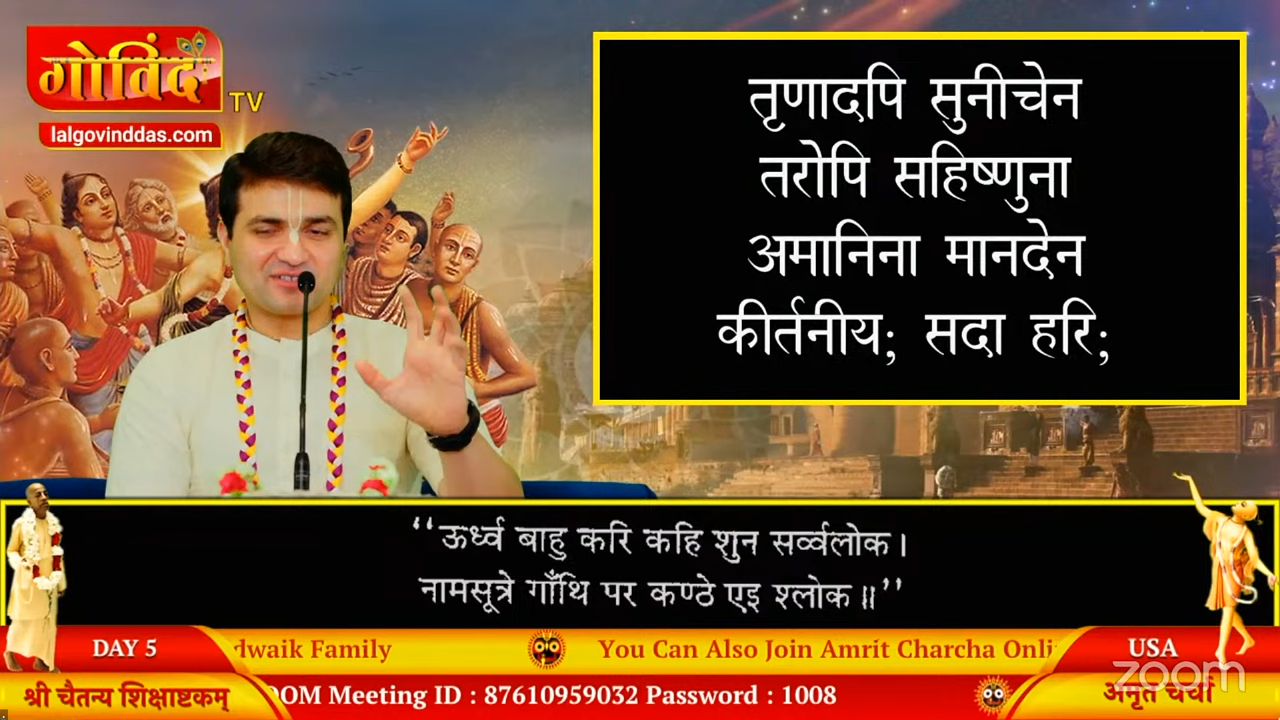 गोविंद
TV
lalgovinddas.com
तृणादपि सुनीचेन
तरोपि सहिष्णुना
अमानिना मानदेन
कीर्तनीय; सदा हरि;
“ऊर्ध्व बाहु करि कहि शुन सर्व्वलोक।
नामसूत्रे गाँथि पर कण्ठे एइ श्लोक॥”
DAY 5
dwaik Family
You Can Also Join Amrit Charcha Onli
USA
zoom
श्री चैतन्य शिक्षाष्टकम्
OOM Meeting ID : 87610959032 Password : 1008
अमृत चर्चा